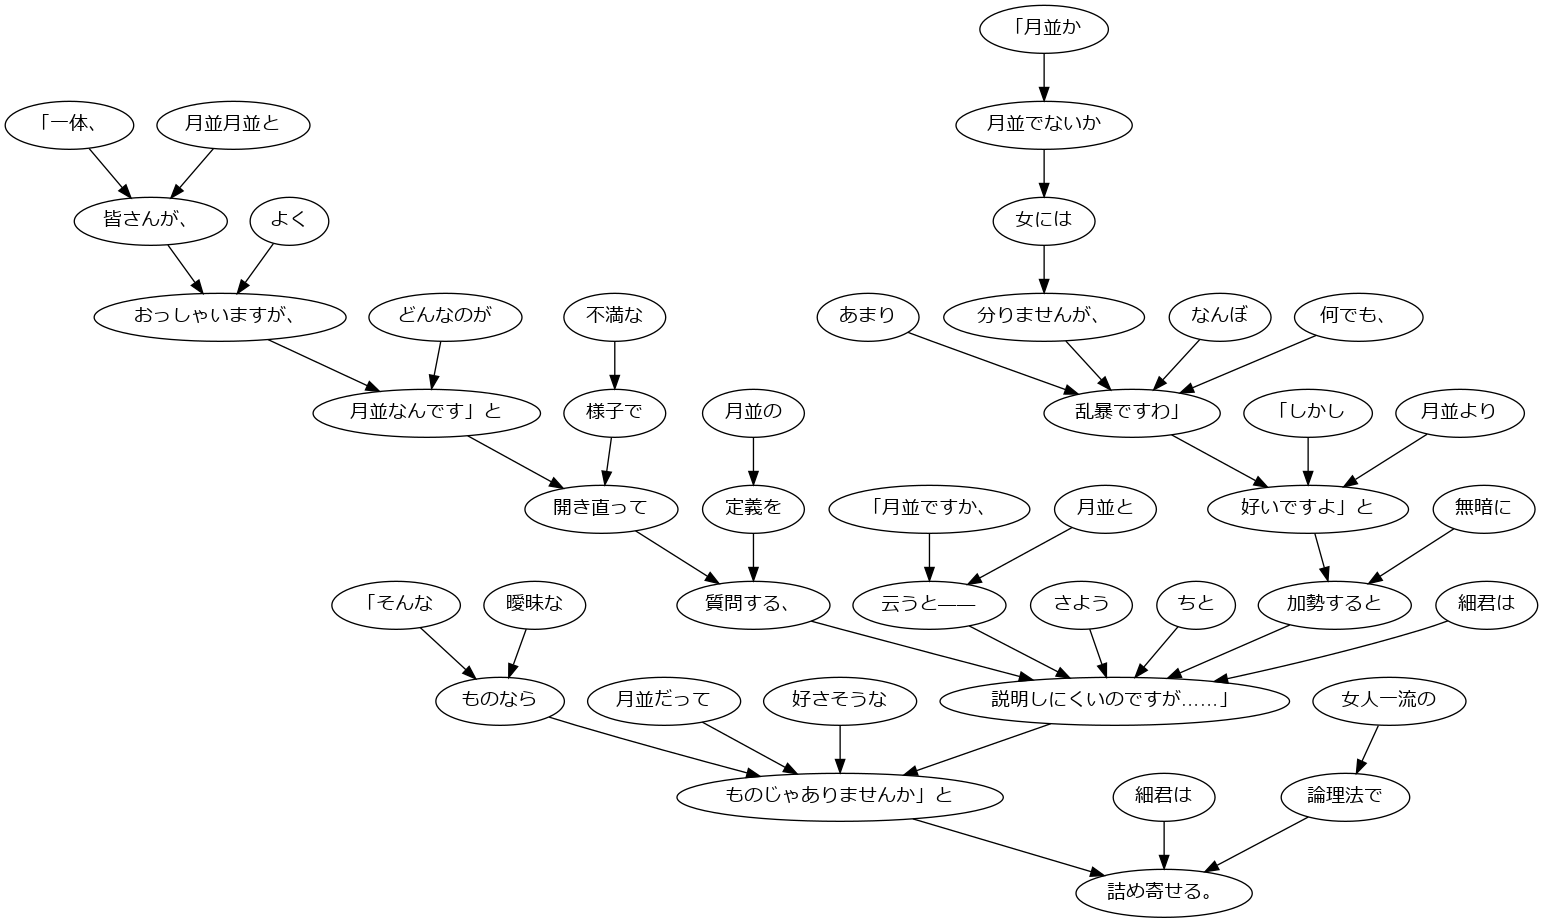 「月並か
「一体、
月並月並と
月並でないか
皆さんが、
よく
女には
おっしゃいますが、
どんなのが
不満な
あまり
分りませんが、
なんぼ
何でも、
月並なんです」と
様子で
月並の
乱暴ですわ」
「しかし
月並より
開き直って
定義を
「月並ですか、
月並と
好いですよ」と
無暗に
「そんな
曖昧な
質問する、
云うと――
さよう
ちと
加勢すると
細君は
ものなら
月並だって
好さそうな
説明しにくいのですが……」
女人一流の
ものじゃありませんか」と
細君は
論理法で
詰め寄せる。